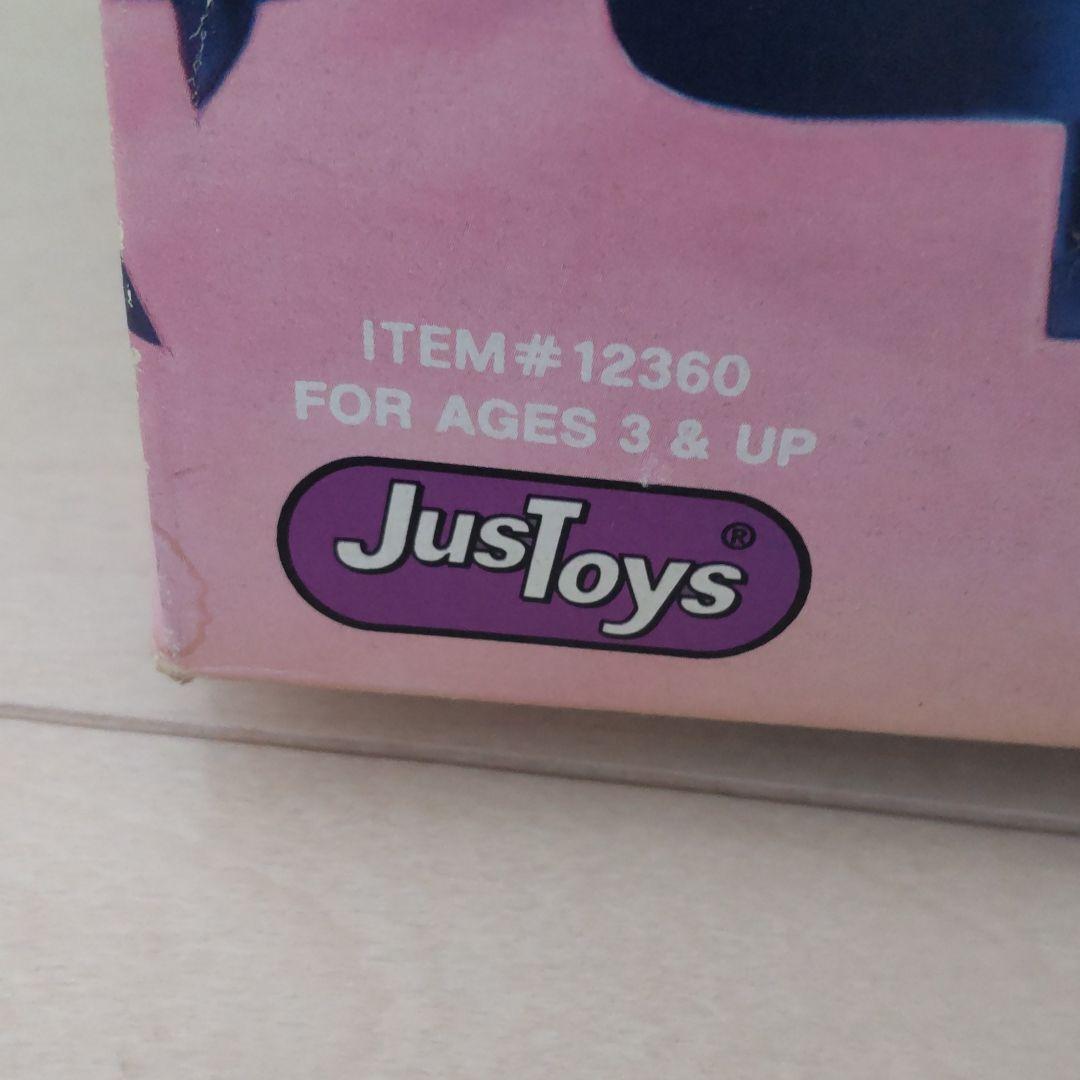 ITEM#12360
FOR AGES 3 & UP
JusToys®